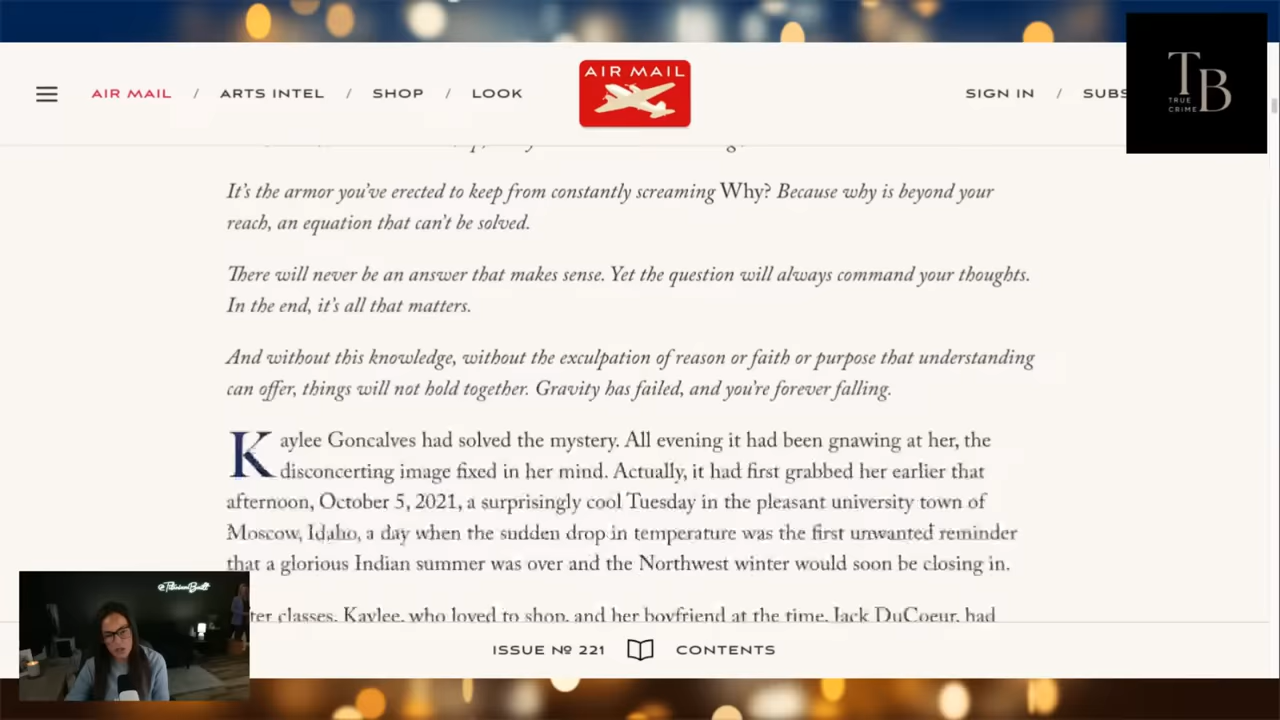 AIR MAIL / ARTS INTEL / SHOP / LOOK
AIR MAIL
SIGN IN / SUBS
TB
TRUE
CRIME
It's the armor you've erected to keep from constantly screaming Why? Because why is beyond your
reach, an equation that can't be solved.
There will never be an answer that makes sense. Yet the question will always command your thoughts.
In the end, it's all that matters.
And without this knowledge, without the exculpation of reason or faith or purpose that understanding
can offer, things will not hold together. Gravity has failed, and you're forever falling.
Kaylee Goncalves had solved the mystery. All evening it had been gnawing at her, the
disconcerting image fixed in her mind. Actually, it had first grabbed her earlier that
afternoon, October 5, 2021, a surprisingly cool Tuesday in the pleasant university town of
Moscow, Idaho, a day when the sudden drop in temperature was the first unwanted reminder
that a glorious Indian summer was over and the Northwest winter would soon be closing in.
ter classes, Kaylee, who loved to shop, and her boyfriend at the time, Jack DuCoeur, had
ISSUE Nº 221 CONTENTS